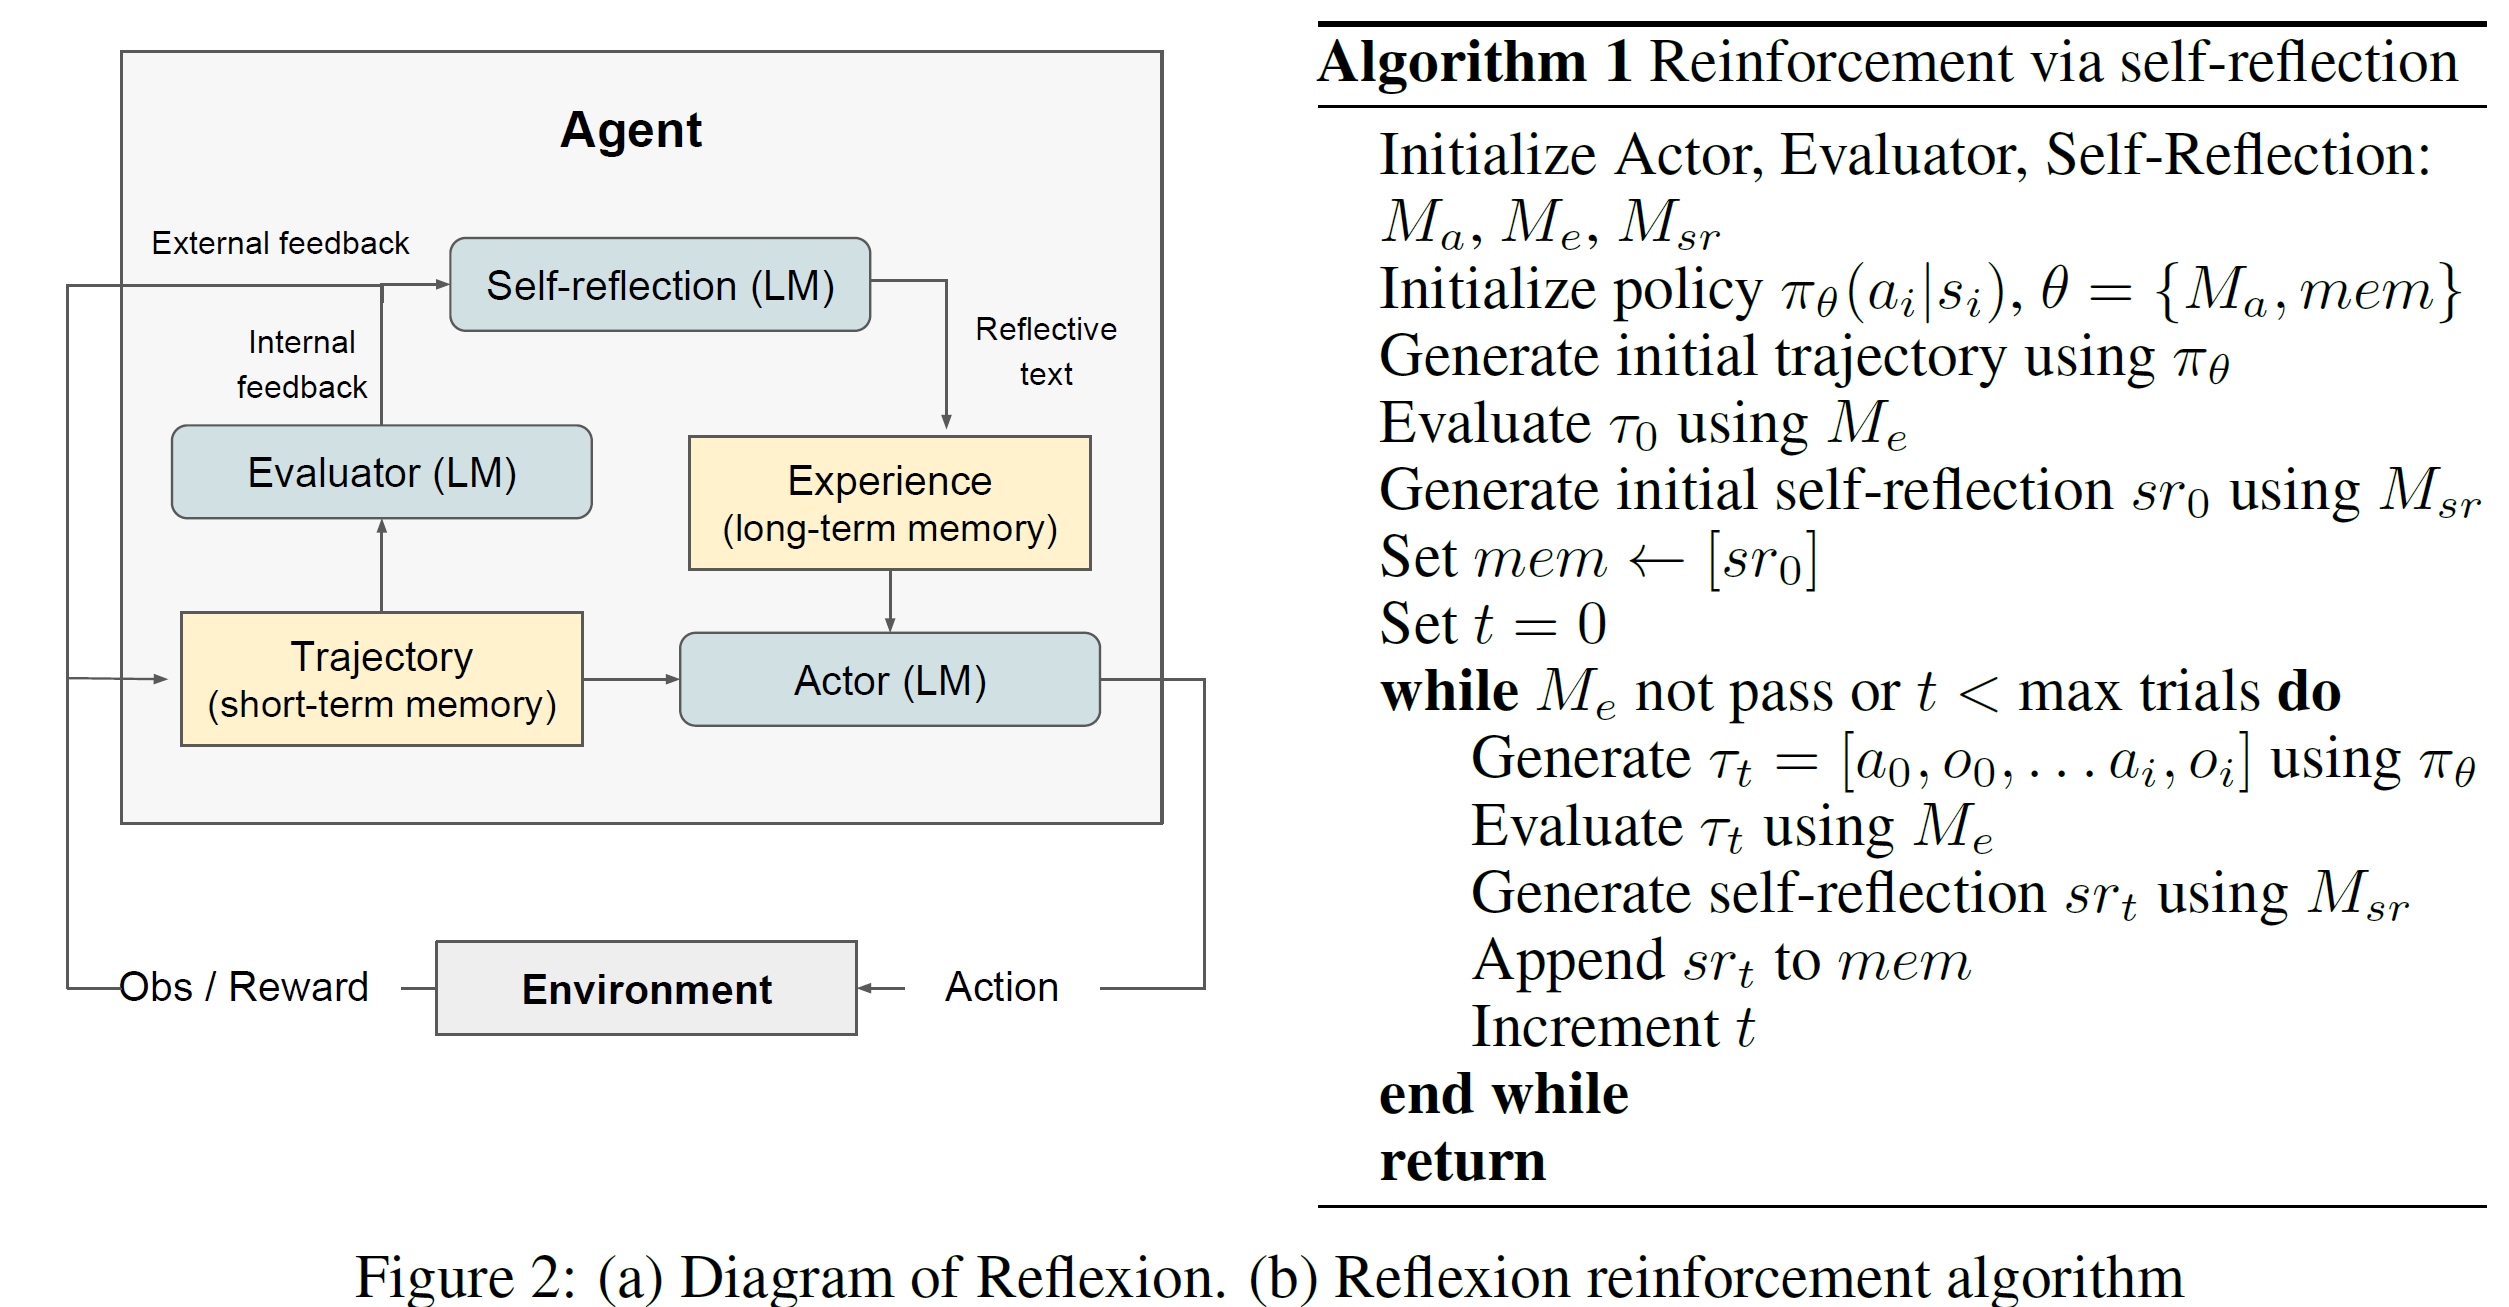 Agent
External feedback
Self-reflection (LM)
Internal
feedback
Reflective
text
Evaluator (LM)
Experience
(long-term memory)
Trajectory
(short-term memory)
Actor (LM)
Obs / Reward
Environment
Action
Algorithm 1 Reinforcement via self-reflection
Initialize Actor, Evaluator, Self-Reflection:
$M_a$, $M_e$, $M_{sr}$
Initialize policy $\pi_\theta(a_i|s_i)$, $\theta = \{M_a, mem\}$
Generate initial trajectory using $\pi_\theta$
Evaluate $\tau_0$ using $M_e$
Generate initial self-reflection $sr_0$ using $M_{sr}$
Set $mem \leftarrow [sr_0]$
Set $t = 0$
while $M_e$ not pass or $t <$ max trials do
Generate $\tau_t = [a_0, o_0, \ldots a_i, o_i]$ using $\pi_\theta$
Evaluate $\tau_t$ using $M_e$
Generate self-reflection $sr_t$ using $M_{sr}$
Append $sr_t$ to $mem$
Increment $t$
end while
return
Figure 2: (a) Diagram of Reflexion. (b) Reflexion reinforcement algorithm